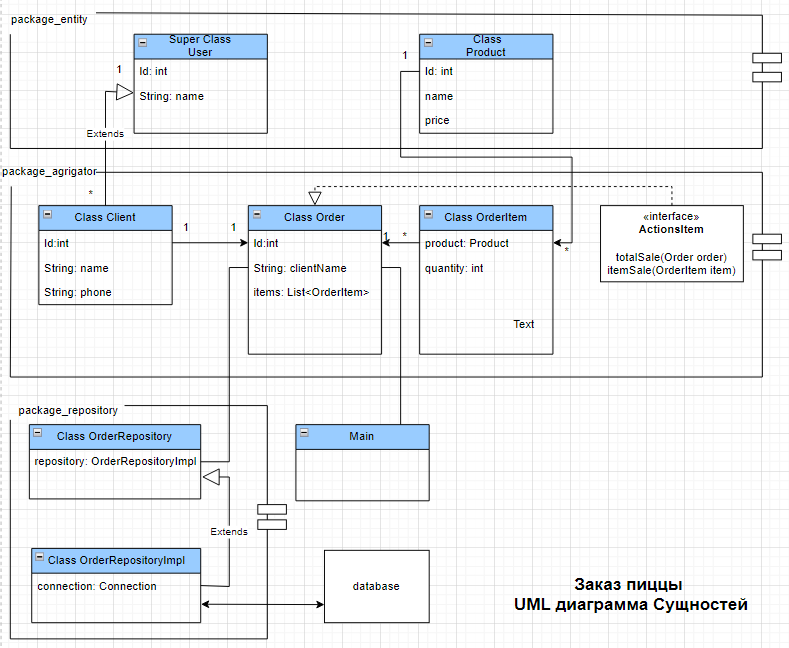 package_entity
Super Class
User
Id: int
String: name
1
Class
Product
Id: int
name
price
1
Extends
package_agrigator
*
Class Client
Id:int
String: name
String: phone
1
1
Class Order
Id:int
String: clientName
items: List<OrderItem>
1
*
Class OrderItem
product: Product
quantity: int
Text
*
«interface»
ActionsItem
totalSale(Order order)
itemSale(OrderItem item)
package_repository
Class OrderRepository
repository: OrderRepositoryImpl
Main
Extends
Class OrderRepositoryImpl
connection: Connection
database
Заказ пиццы
UML диаграмма Сущностей